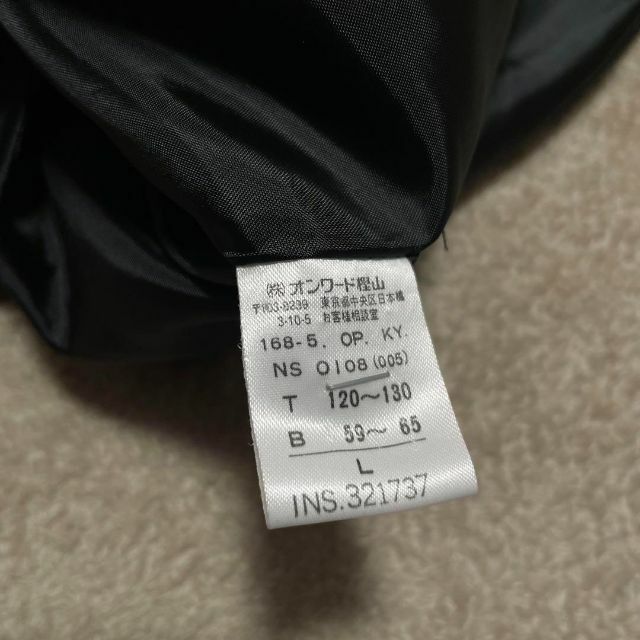 ㈱オンワード樫山
〒103-8239 東京都中央区日本橋
3-10-5 お客様相談室
168-5. OP. KY.
NS 0108(005)
T 120〜130
B 59〜 65
L
INS.321737